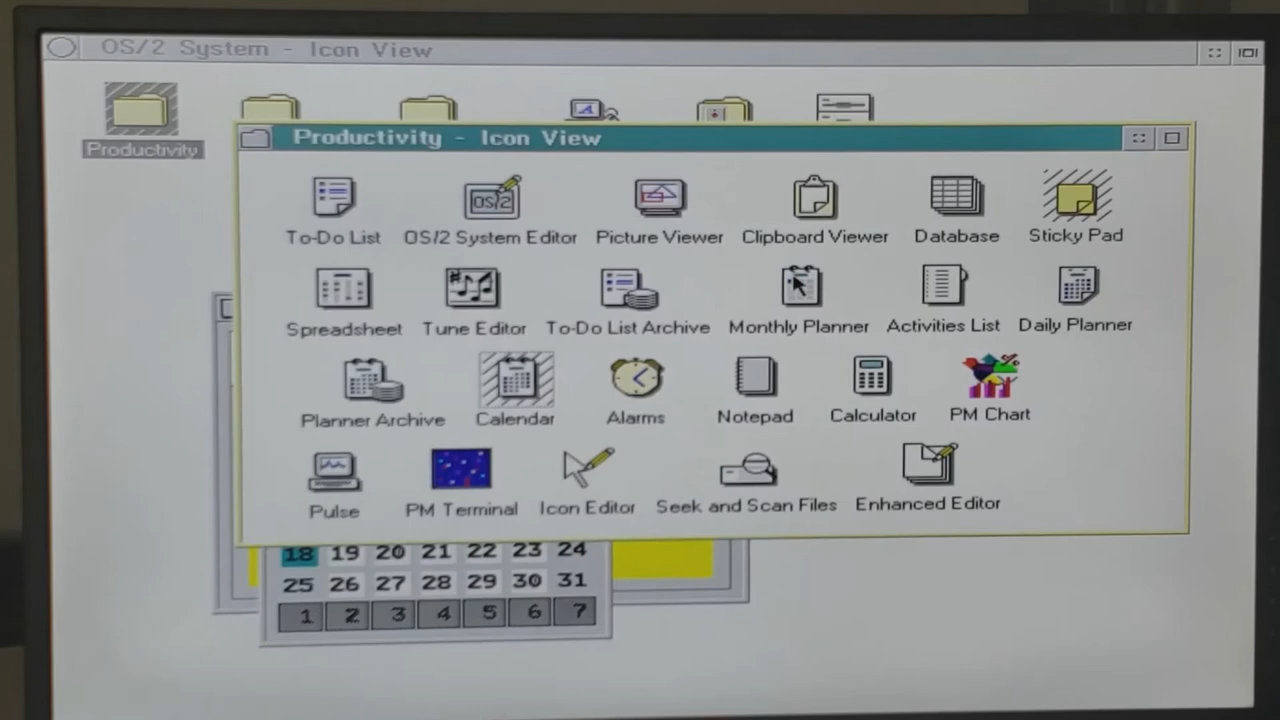 OS/2 System - Icon View
Productivity
Productivity - Icon View
To-Do List OS/2 System Editor Picture Viewer Clipboard Viewer Database Sticky Pad
Spreadsheet Tune Editor To-Do List Archive Monthly Planner Activities List Daily Planner
Planner Archive Calendar Alarms Notepad Calculator PM Chart
Pulse PM Terminal Icon Editor Seek and Scan Files Enhanced Editor
18 19 20 21 22 23 24
25 26 27 28 29 30 31
1 2 3 4 5 6 7